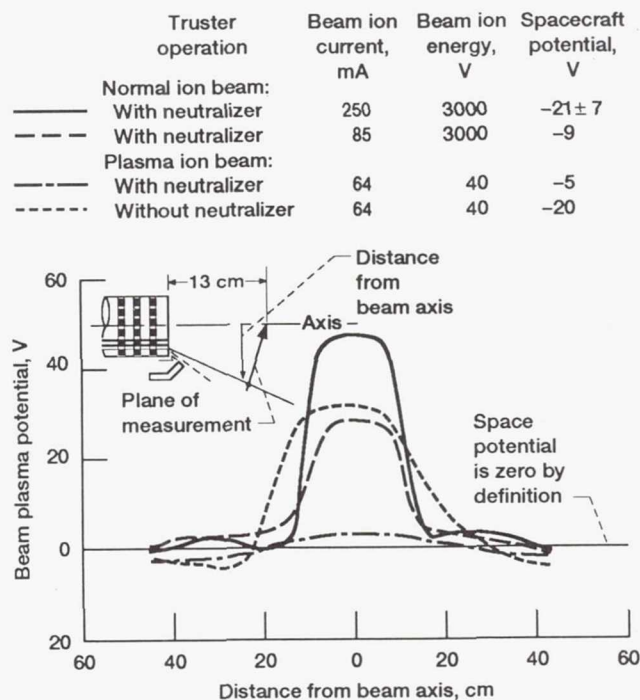 Truster operation Beam ion current, mA Beam ion energy, V Spacecraft potential, V
Normal ion beam:
With neutralizer 250 3000 −21± 7
With neutralizer 85 3000 −9
Plasma ion beam:
With neutralizer 64 40 −5
Without neutralizer 64 40 −20
Distance
from
beam axis
13 cm
Axis
Plane of
measurement
Space
potential
is zero by
definition
Beam plasma potential, V
60
40
20
0
20
60 40 20 0 20 40 60
Distance from beam axis, cm